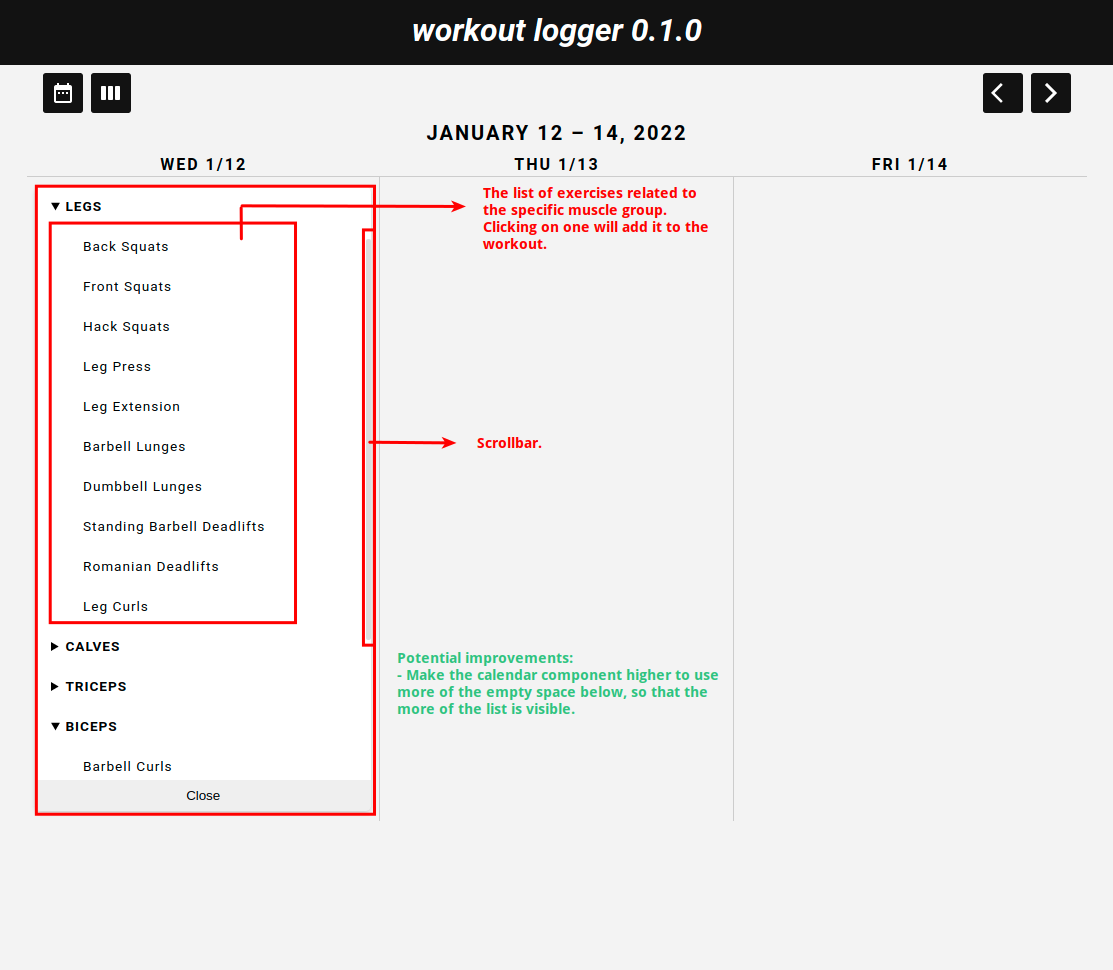 workout logger 0.1.0
JANUARY 12 – 14, 2022
WED 1/12
THU 1/13
FRI 1/14
LEGS
Back Squats
Front Squats
Hack Squats
Leg Press
Leg Extension
Barbell Lunges
Dumbbell Lunges
Standing Barbell Deadlifts
Romanian Deadlifts
Leg Curls
CALVES
TRICEPS
BICEPS
Barbell Curls
Close
The list of exercises related to
the specific muscle group.
Clicking on one will add it to the
workout.
Scrollbar.
Potential improvements:
- Make the calendar component higher to use
more of the empty space below, so that the
more of the list is visible.